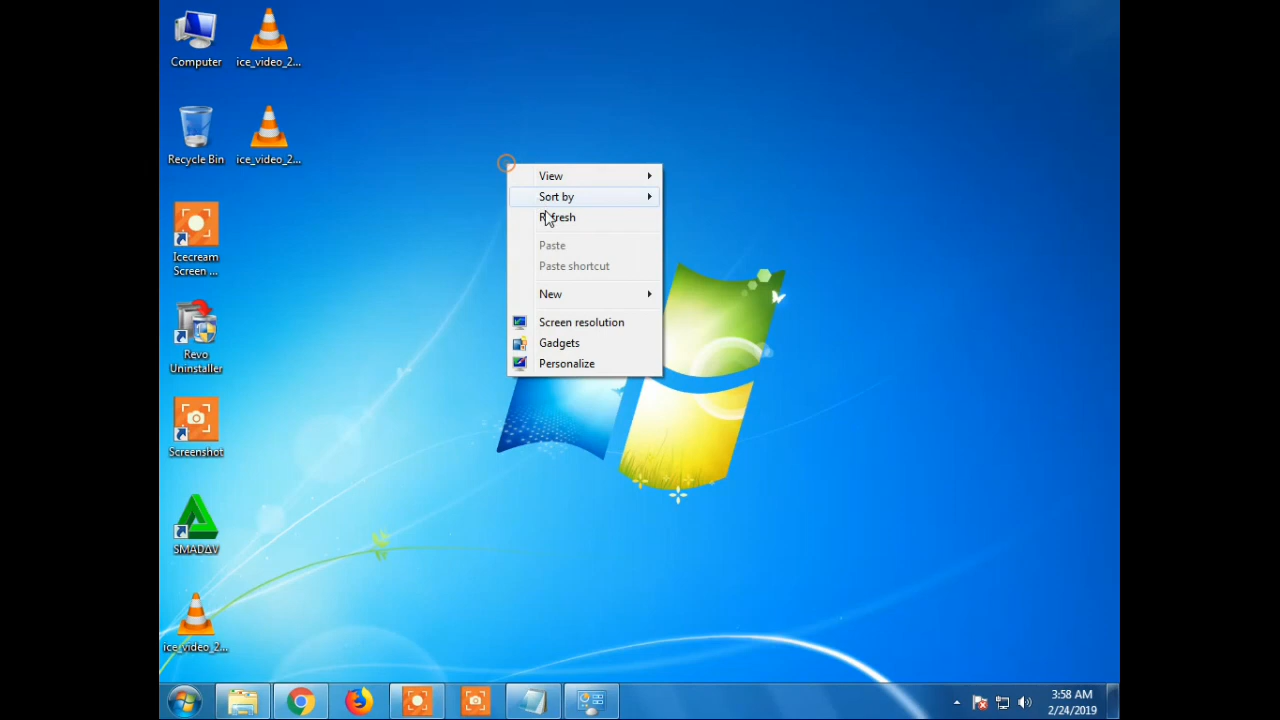 Computer
ice_video_2...
Recycle Bin
ice_video_2...
Icecream
Screen ...
Revo
Uninstaller
Screenshot
SMADΔV
ice_video_2...
View
Sort by
Refresh
Paste
Paste shortcut
New
Screen resolution
Gadgets
Personalize
3:58 AM
2/24/2019